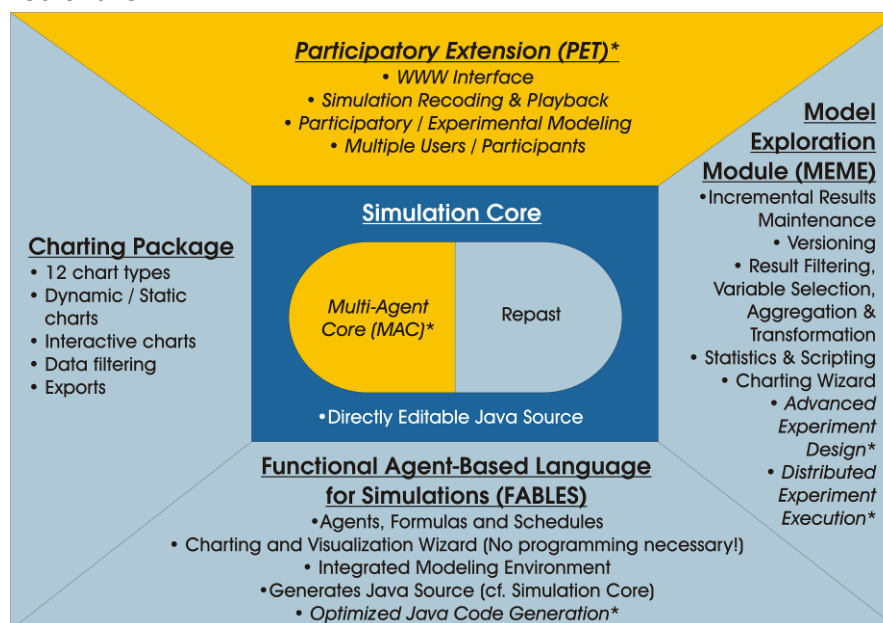 Participatory Extension (PET)*
• WWW Interface
• Simulation Recoding & Playback
• Participatory / Experimental Modeling
• Multiple Users / Participants
Simulation Core
Multi-Agent
Core (MAC)*
Repast
•Directly Editable Java Source
Charting Package
• 12 chart types
• Dynamic / Static
charts
• Interactive charts
• Data filtering
• Exports
Model
Exploration
Module (MEME)
•Incremental Results
Maintenance
• Versioning
• Result Filtering,
Variable Selection,
Aggregation &
Transformation
• Statistics & Scripting
• Charting Wizard
• Advanced
Experiment
Design*
• Distributed
Experiment
Execution*
Functional Agent-Based Language
for Simulations (FABLES)
•Agents, Formulas and Schedules
• Charting and Visualization Wizard (No programming necessary!)
• Integrated Modeling Environment
•Generates Java Source (cf. Simulation Core)
• Optimized Java Code Generation*